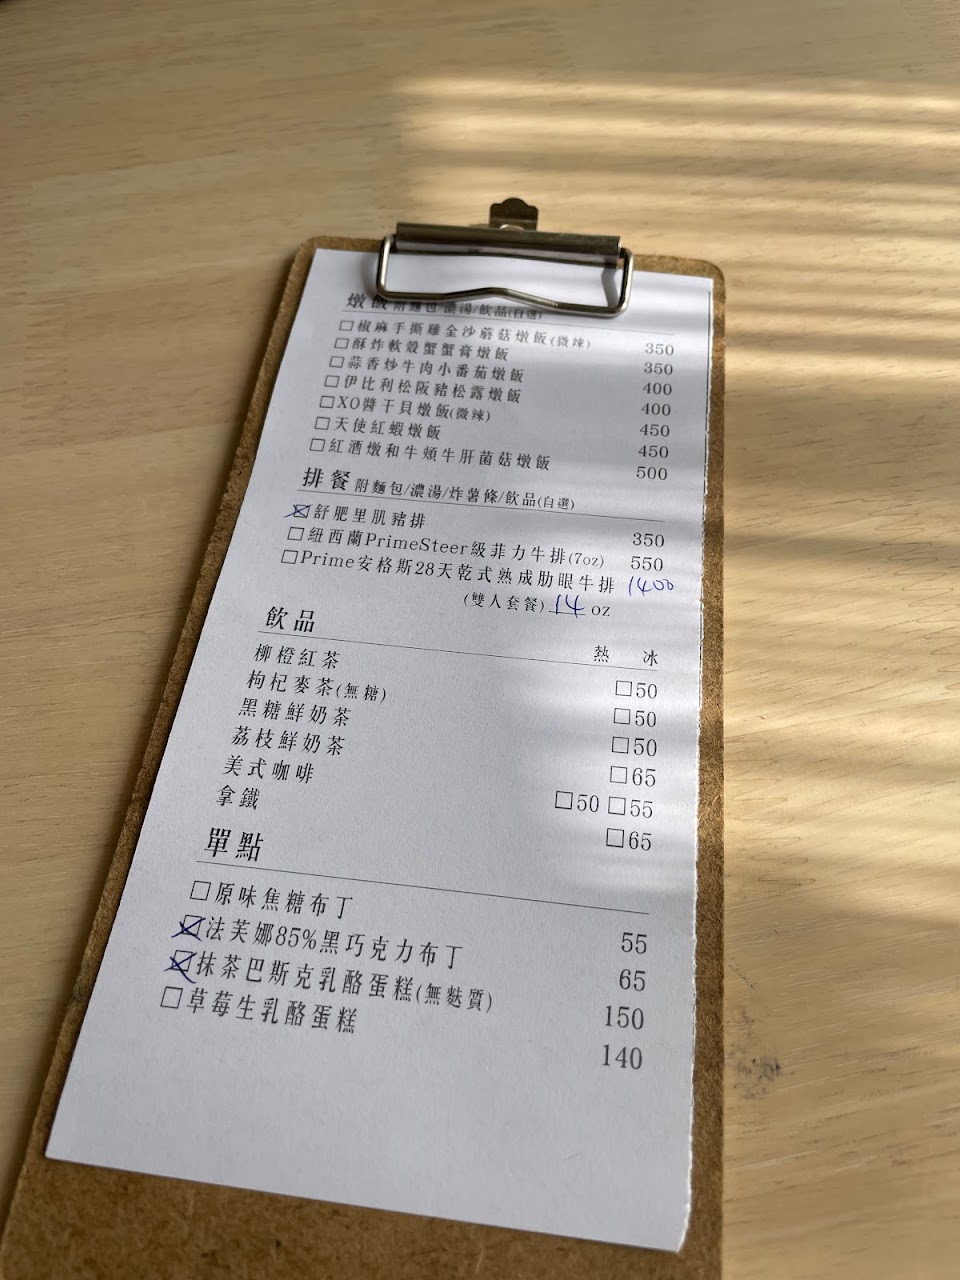 燉飯 附麵包/濃湯/飲品(自選)
□椒麻手撕雞金沙蘑菇燉飯(微辣) 350
□酥炸軟殼蟹蟹膏燉飯 350
□蒜香炒牛肉小番茄燉飯 400
□伊比利松阪豬松露燉飯 400
□XO醬干貝燉飯(微辣) 450
□天使紅蝦燉飯 450
□紅酒燉和牛頰牛肝菌菇燉飯 500
排餐 附麵包/濃湯/炸薯條/飲品(自選)
☒舒肥里肌豬排 350
□紐西蘭PrimeSteer級菲力牛排(7oz) 550
□Prime安格斯28天乾式熟成肋眼牛排 1400
(雙人套餐) 14 oz
飲品 熱 冰
柳橙紅茶 □50
枸杞麥茶(無糖) □50
黑糖鮮奶茶 □50
荔枝鮮奶茶 □65
美式咖啡 □50 □55
拿鐵 □65
單點
□原味焦糖布丁 55
☒法芙娜85%黑巧克力布丁 65
☒抹茶巴斯克乳酪蛋糕(無麩質) 150
□草莓生乳酪蛋糕 140